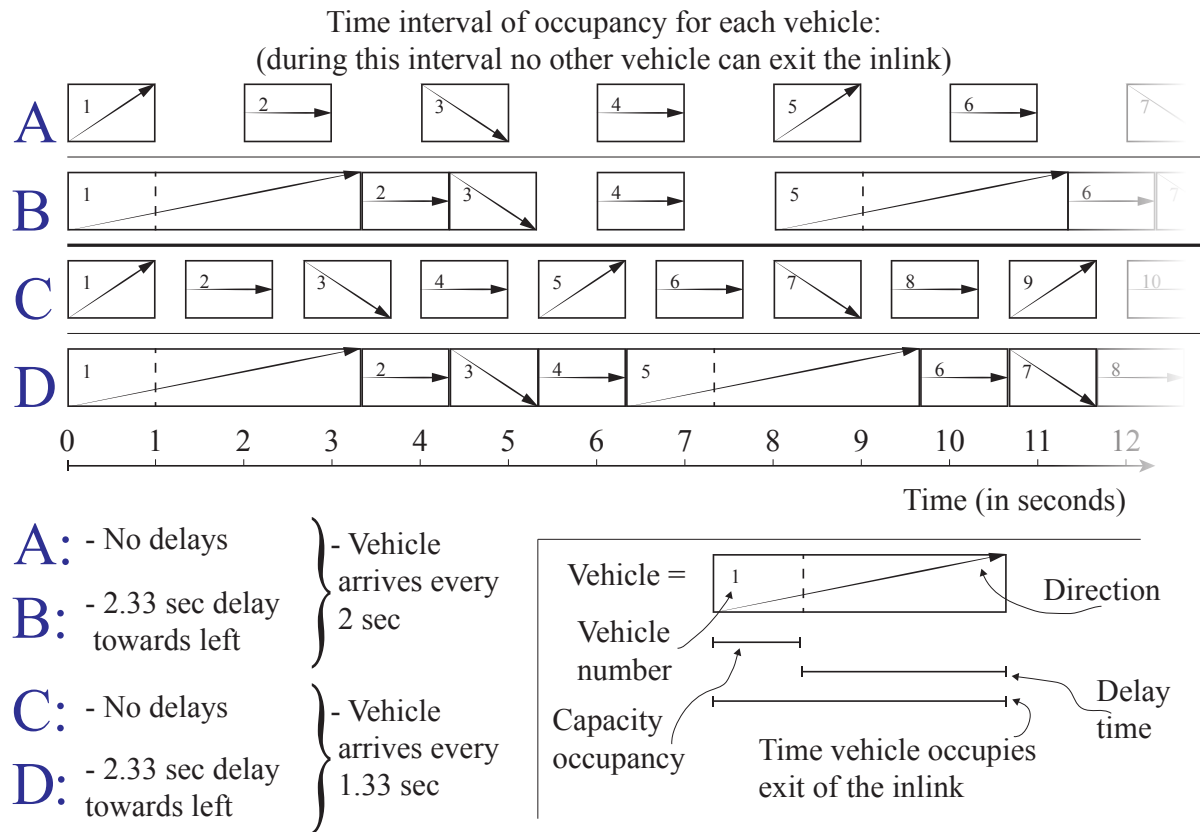 Time interval of occupancy for each vehicle:
(during this interval no other vehicle can exit the inlink)
A 1 2 3 4 5 6 7
B 1 2 3 4 5 6 7
C 1 2 3 4 5 6 7 8 9 10
D 1 2 3 4 5 6 7 8
0 1 2 3 4 5 6 7 8 9 10 11 12
Time (in seconds)
A: - No delays
B: - 2.33 sec delay
towards left
- Vehicle
arrives every
2 sec
C: - No delays
D: - 2.33 sec delay
towards left
- Vehicle
arrives every
1.33 sec
Vehicle = 1
Direction
Vehicle
number
Capacity
occupancy
Delay
time
Time vehicle occupies
exit of the inlink